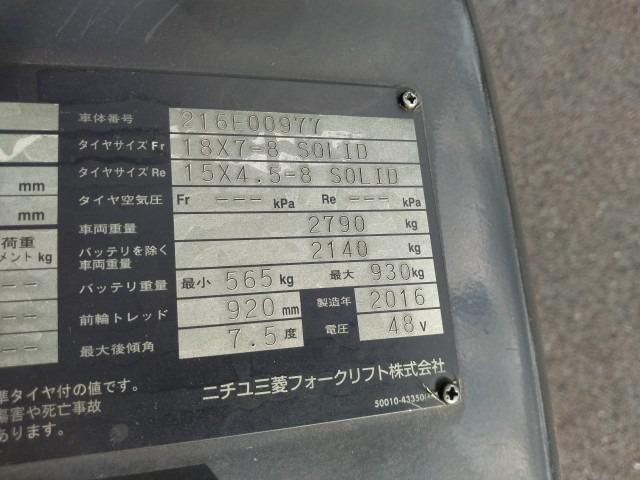 車体番号 216F00977
タイヤサイズ Fr 18X7-8 SOLID
タイヤサイズ Re 15X4.5-8 SOLID
mm
タイヤ空気圧 Fr --- kPa Re --- kPa
mm
車両重量 2790 kg
荷重
メント kg
バッテリを除く
車両重量 2140 kg
-- バッテリ重量 最小 565 kg 最大 930 kg
-- 前輪トレッド 920 mm 製造年 2016
-- 最大後傾角 7.5 度 電圧 48 V
ニチユ三菱フォークリフト株式会社
準タイヤ付の値です。
傷害や死亡事故
あります。
50010-43350